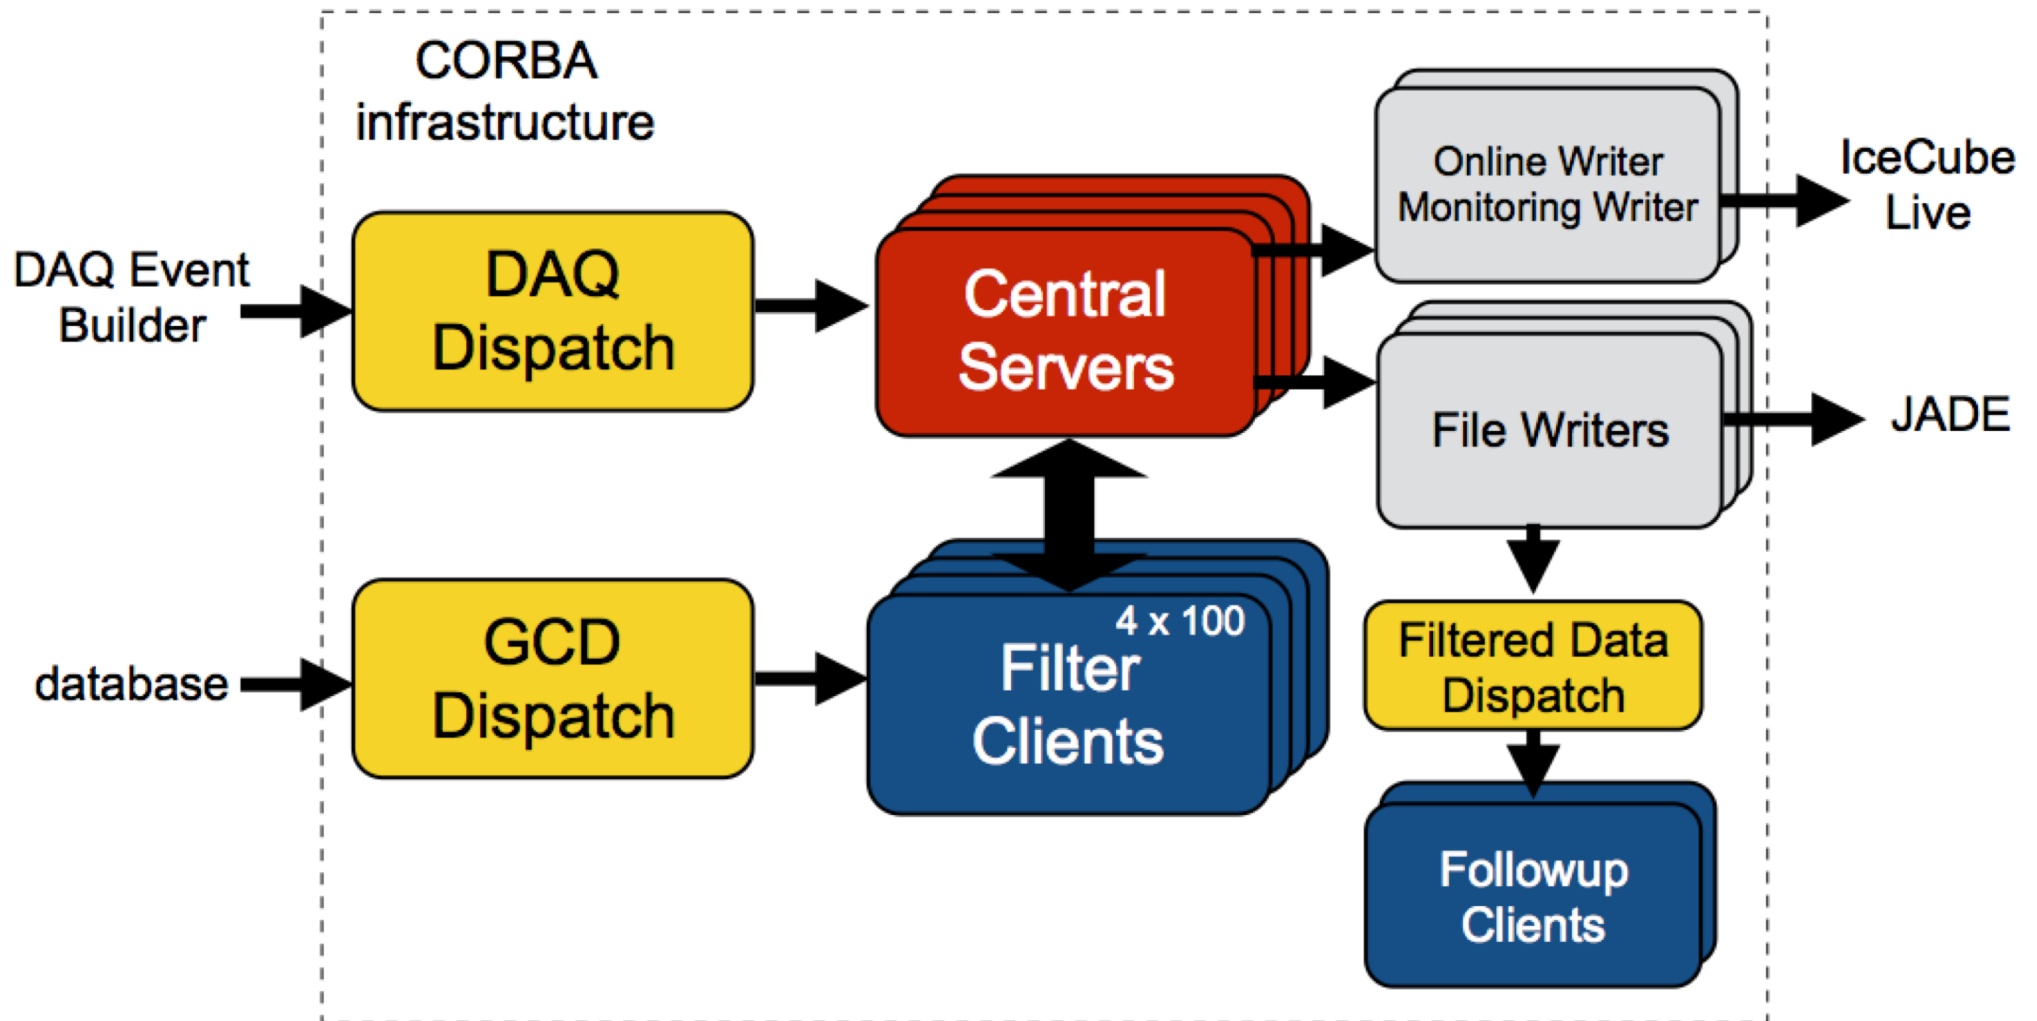 CORBA
infrastructure
DAQ Event
Builder
DAQ
Dispatch
Central
Servers
Online Writer
Monitoring Writer
IceCube
Live
File Writers
JADE
database
GCD
Dispatch
4 x 100
Filter
Clients
Filtered Data
Dispatch
Followup
Clients